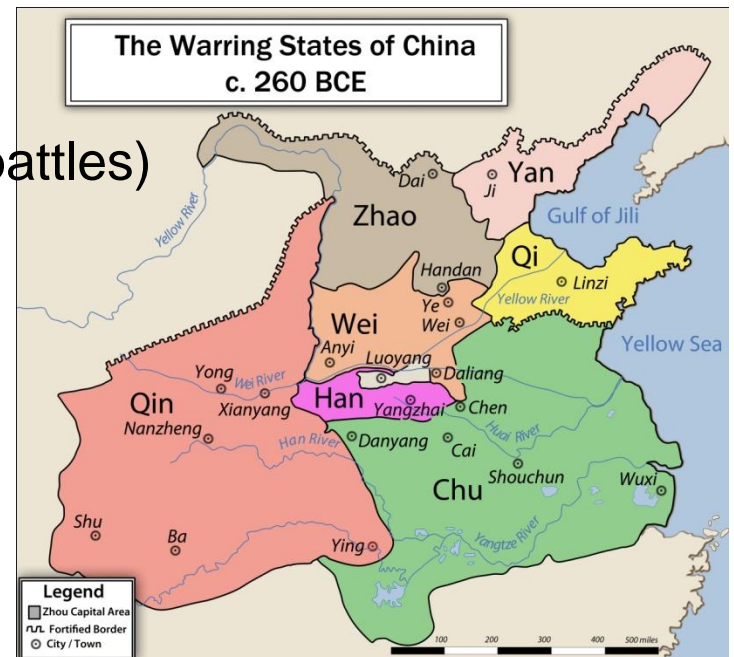 The Warring States of China
c. 260 BCE
battles)
Dai
Ji
Yan
Yellow River
Zhao
Gulf of Jili
Qi
Handan
Linzi
Ye
Yellow River
Wei
Wei
Yellow Sea
Anyi
Luoyang
Yong
Wei River
Daliang
Qin
Xianyang
Han
Yangzhai
Chen
Nanzheng
Han River
Danyang
Cai
Huai River
Shouchun
Chu
Wuxi
Shu
Ba
Ying
Yangtze River
Legend
Zhou Capital Area
Fortified Border
City / Town
100 200 300 400 500 miles